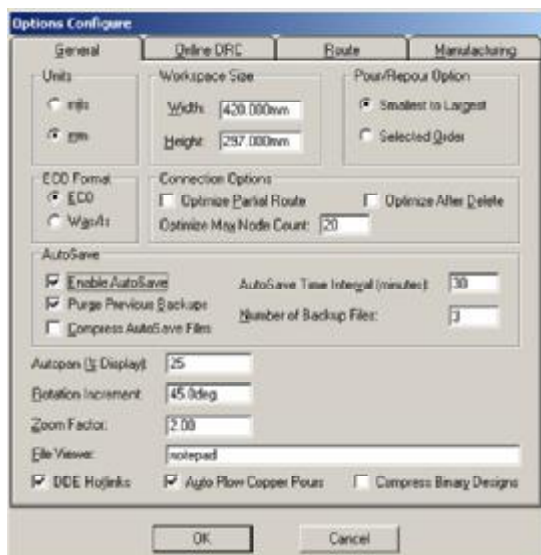 Options Configure
General Online DRC Route Manufacturing
Units
mils
mm
Workspace Size
Width: 420.000mm
Height: 297.000mm
Pour/Repour Option
Smallest to Largest
Selected Order
ECO Format
ECO
Was/Is
Connection Options
Optimize Partial Route Optimize After Delete
Optimize Max Node Count: 20
AutoSave
Enable AutoSave AutoSave Time Interval (minutes): 30
Purge Previous Backups Number of Backup Files: 3
Compress AutoSave Files
Autopan (% Display): 25
Rotation Increment: 45.0deg
Zoom Factor: 2.00
File Viewer: notepad
DDE Hotlinks Auto Plow Copper Pours Compress Binary Designs
OK Cancel